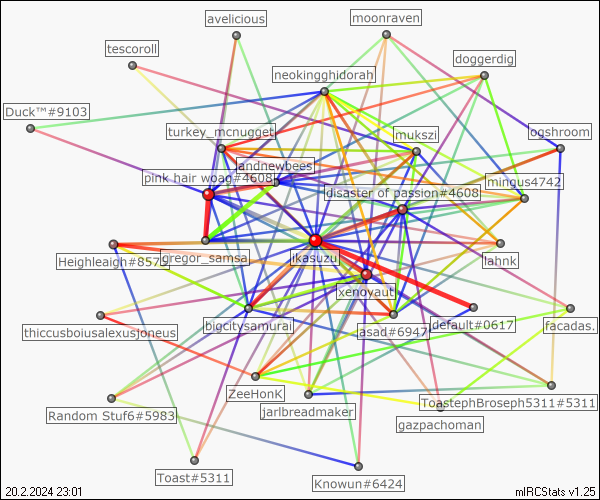 avelicious
moonraven
tescoroll
doggerdig
neokingghidorah
Duck™#9103
turkey_mcnugget
mukszi
ogshroom
landnewbees
pink hair woag#4608
mingus4742
disaster of passion#4608
gregor_samsa
jkasuzu
lahnk
Heighleaigh#857
xenoyaut
thiccusboiusalexusjoneus
bigcitysamurai
asad#6947
default#0617
facadas.
ZeeHonK
ToastephBroseph5311#5311
Random Stuf6#5983
jarlbreadmaker
gazpachoman
Toast#5311
Knowun#6424
20.2.2024 23:01
mIRCStats v1.25